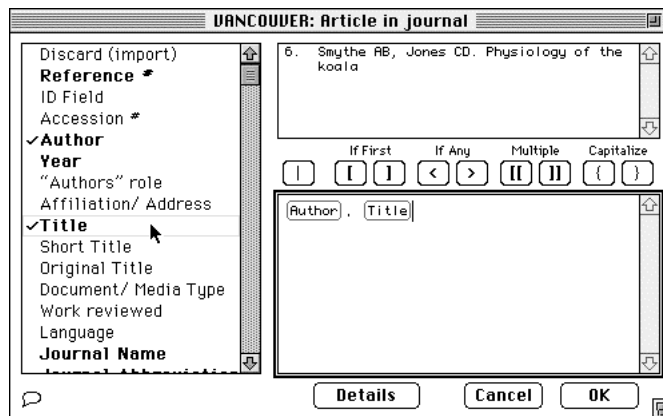 VANCOUVER: Article in journal
Discard (import)
Reference #
ID Field
Accession #
✓Author
Year
"Authors" role
Affiliation/ Address
✓Title
Short Title
Original Title
Document/ Media Type
Work reviewed
Language
Journal Name
Journal Abbreviation
6. Smythe AB, Jones CD. Physiology of the
koala
If First If Any Multiple Capitalize
| [ ] < > [[ ]] { }
Author , Title
Details Cancel OK